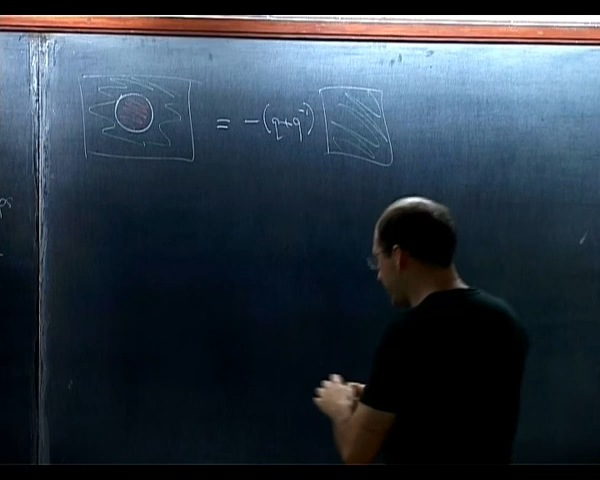 = -(q+q⁻¹)